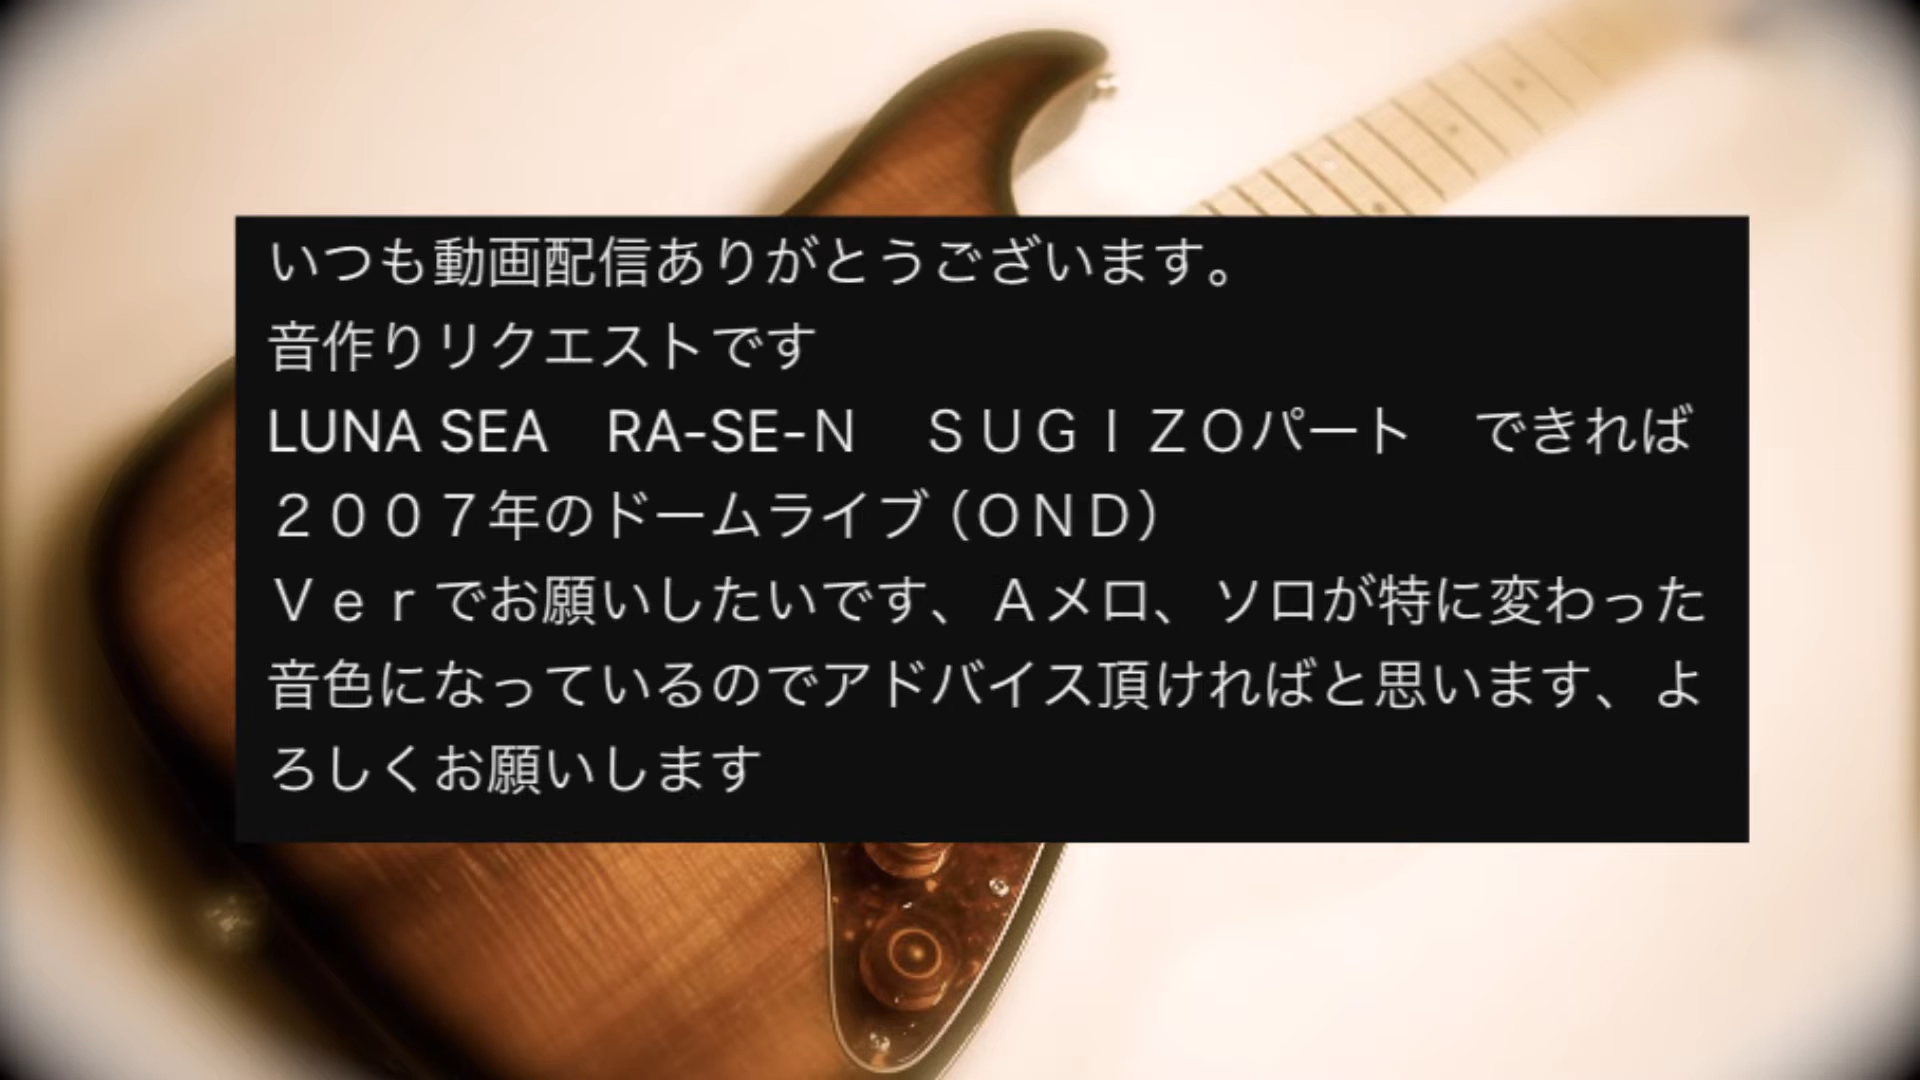 いつも動画配信ありがとうございます。
音作りリクエストです
LUNA SEA　RA-SE-Ｎ　ＳＵＧＩＺＯパート　できれば
２００７年のドームライブ（ＯＮＤ）
Ｖｅｒでお願いしたいです、Ａメロ、ソロが特に変わった
音色になっているのでアドバイス頂ければと思います、よ
ろしくお願いします